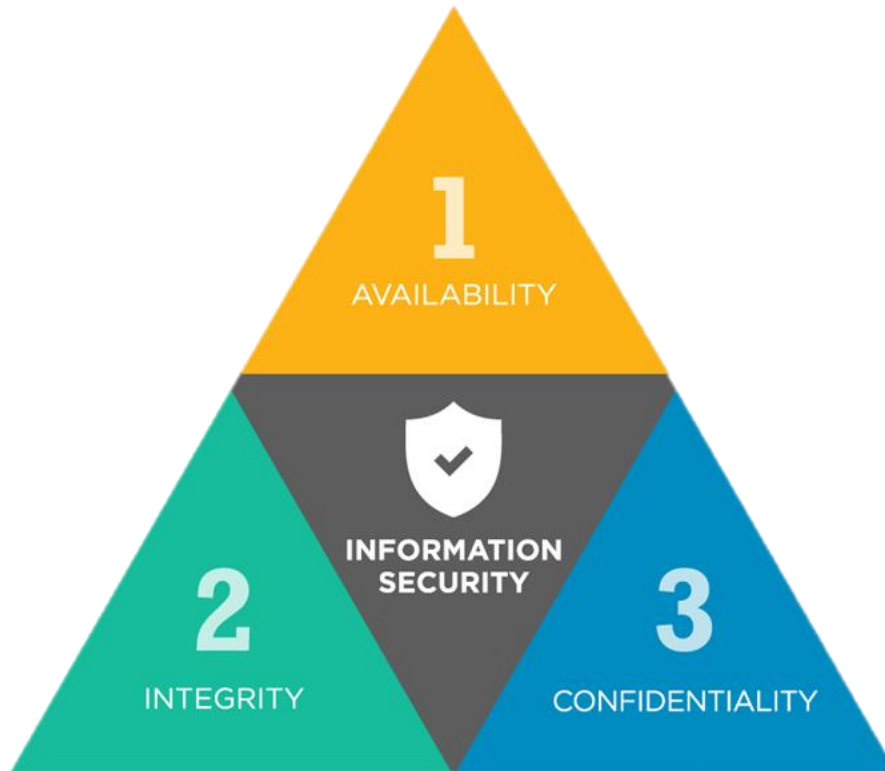 1
AVAILABILITY
INFORMATION
SECURITY
2
INTEGRITY
3
CONFIDENTIALITY